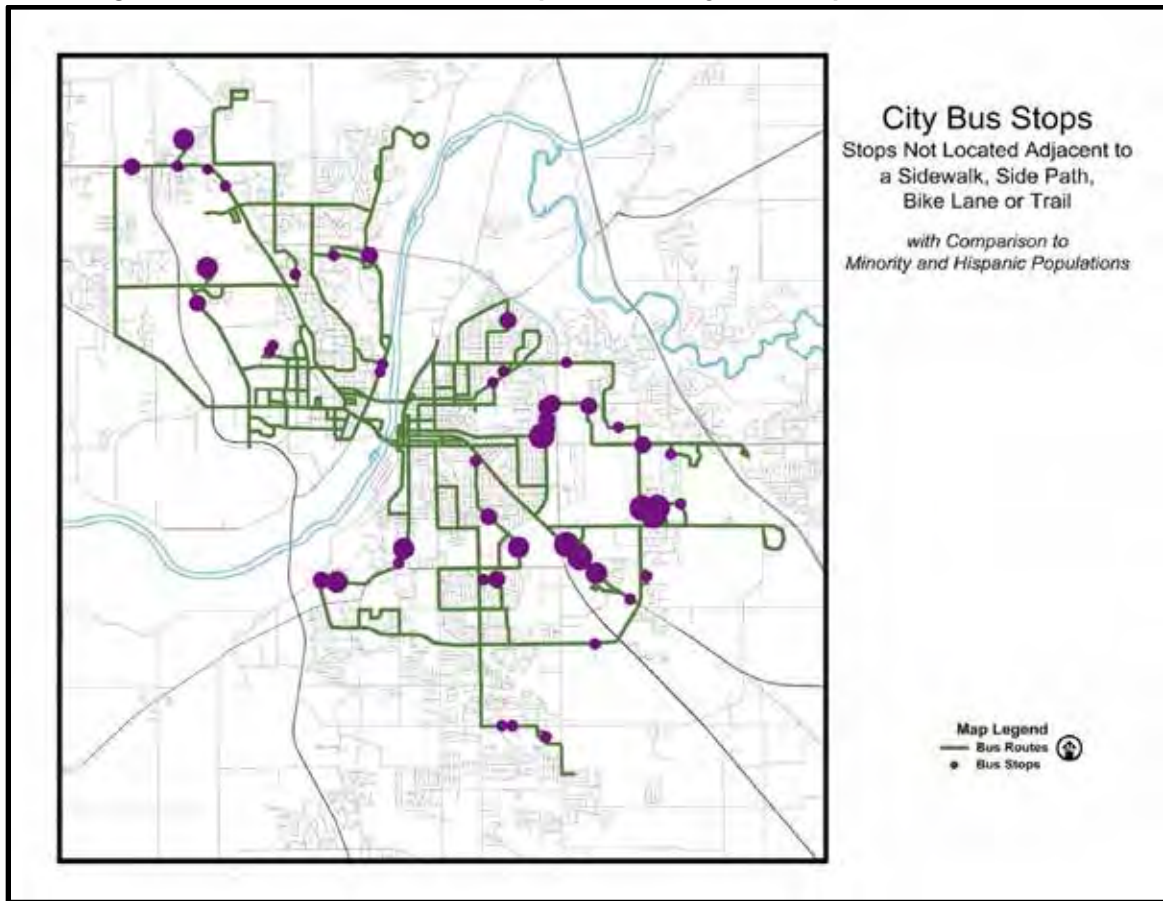 City Bus Stops
Stops Not Located Adjacent to
a Sidewalk, Side Path,
Bike Lane or Trail
with Comparison to
Minority and Hispanic Populations
Map Legend
Bus Routes
Bus Stops